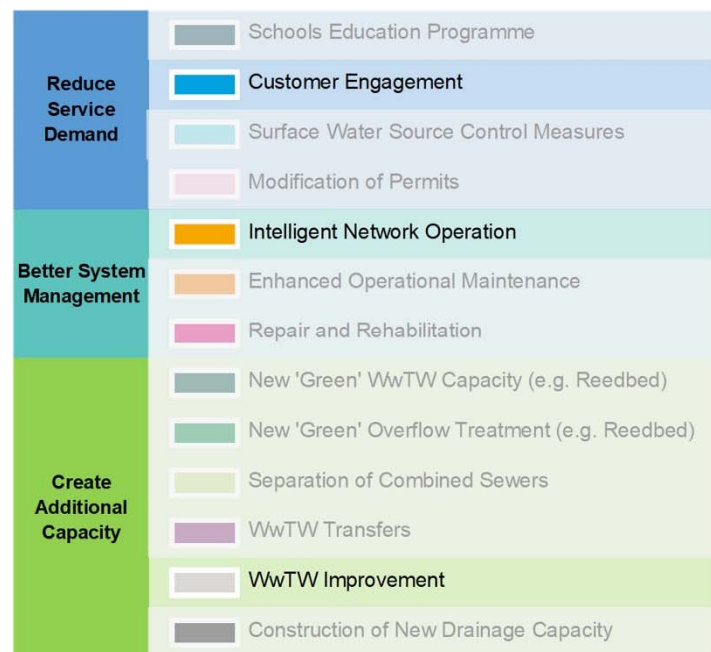 Reduce
Service
Demand
Schools Education Programme
Customer Engagement
Surface Water Source Control Measures
Modification of Permits
Better System
Management
Intelligent Network Operation
Enhanced Operational Maintenance
Repair and Rehabilitation
Create
Additional
Capacity
New 'Green' WwTW Capacity (e.g. Reedbed)
New 'Green' Overflow Treatment (e.g. Reedbed)
Separation of Combined Sewers
WwTW Transfers
WwTW Improvement
Construction of New Drainage Capacity